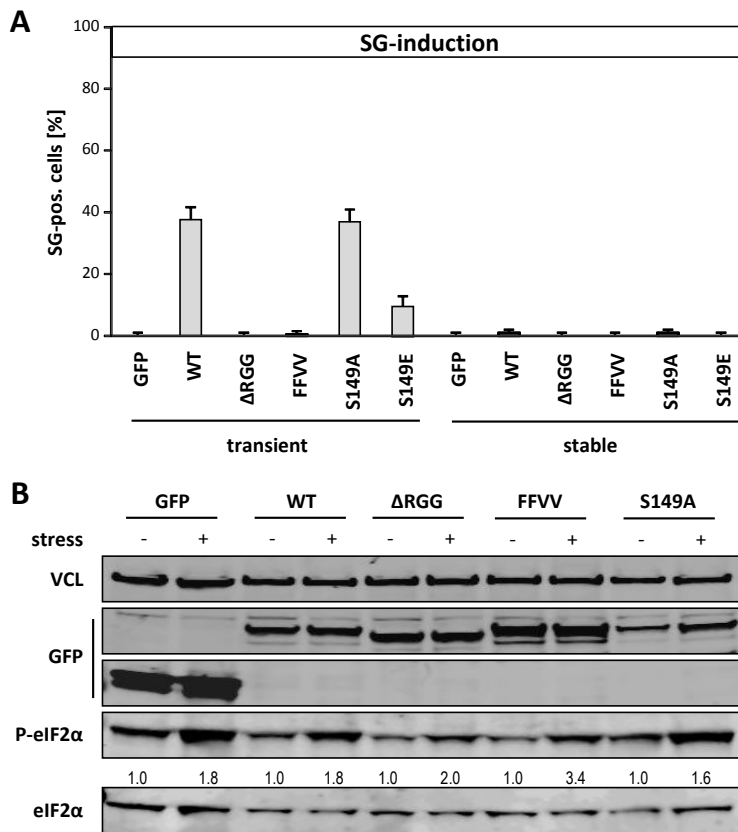 A
SG-induction
SG-pos. cells [%]
100
80
60
40
20
0
GFP WT ΔRGG FFVV S149A S149E GFP WT ΔRGG FFVV S149A S149E
transient stable
B
GFP WT ΔRGG FFVV S149A
stress - + - + - + - + - +
VCL
GFP
P-eIF2α
1.0 1.8 1.0 1.8 1.0 2.0 1.0 3.4 1.0 1.6
eIF2α